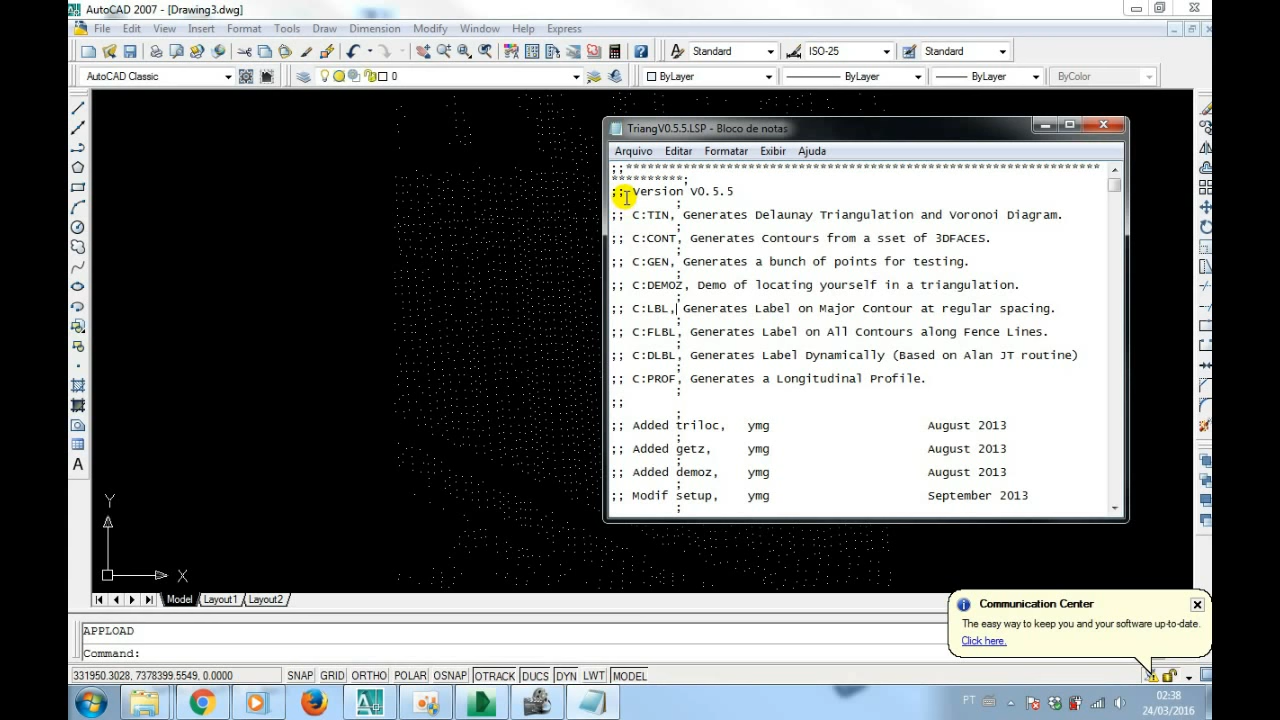 AutoCAD 2007 - [Drawing3.dwg]
File Edit View Insert Format Tools Draw Dimension Modify Window Help Express
Standard ISO-25 Standard
AutoCAD Classic 0 ByLayer ByLayer ByLayer ByColor
TriangV0.5.5.LSP - Bloco de notas
Arquivo Editar Formatar Exibir Ajuda
;;******************************************************************
**********;
;; Version v0.5.5
;
;; C:TIN, Generates Delaunay Triangulation and Voronoi Diagram.
;
;; C:CONT, Generates Contours from a sset of 3DFACES.
;
;; C:GEN, Generates a bunch of points for testing.
;
;; C:DEMOZ, Demo of locating yourself in a triangulation.
;
;; C:LBL, Generates Label on Major Contour at regular spacing.
;
;; C:FLBL, Generates Label on All Contours along Fence Lines.
;
;; C:DLBL, Generates Label Dynamically (Based on Alan JT routine)
;
;; C:PROF, Generates a Longitudinal Profile.
;
;;
;; Added triloc, ymg August 2013
;
;; Added getz, ymg August 2013
;
;; Added demoz, ymg August 2013
;
;; Modif setup, ymg September 2013
;
Y
X
Model Layout1 Layout2
Communication Center
The easy way to keep you and your software up-to-date.
Click here.
APPLOAD
Command:
331950.3028, 7378399.5549, 0.0000 SNAP GRID ORTHO POLAR OSNAP OTRACK DUCS DYN LWT MODEL
PT
02:38
24/03/2016